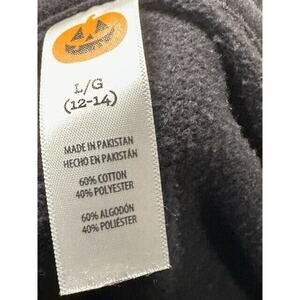 L/G
(12-14)
MADE IN PAKISTAN
HECHO EN PAKISTÁN
60% COTTON
40% POLYESTER
60% ALGODÓN
40% POLIÉSTER